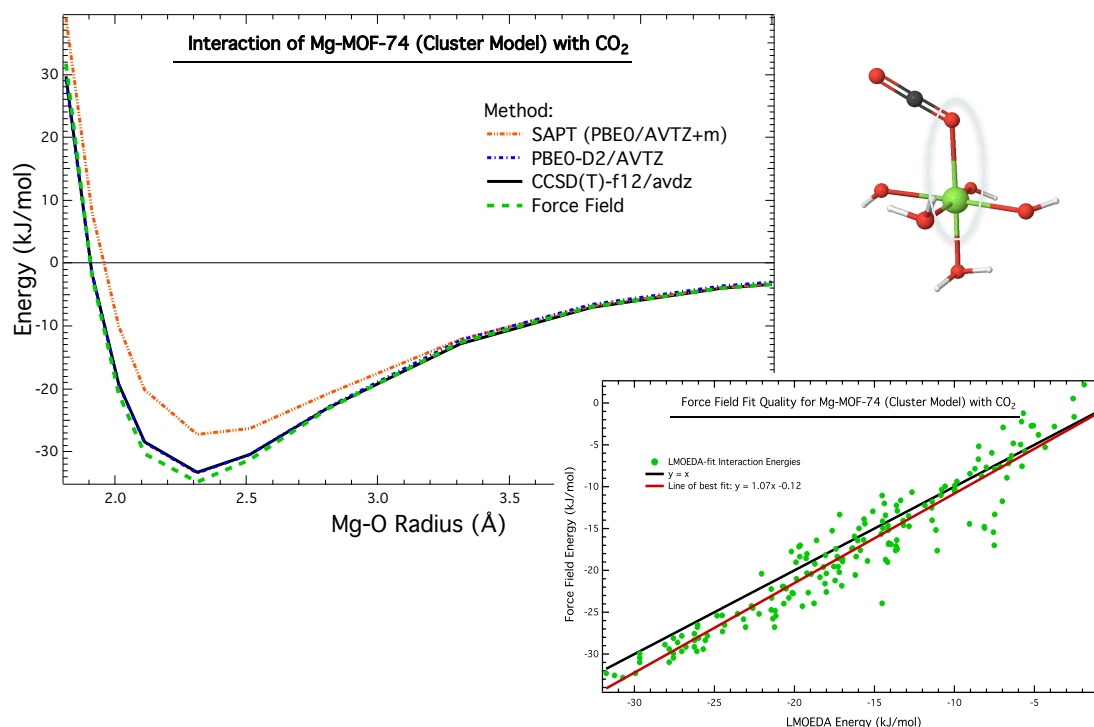 Interaction of Mg-MOF-74 (Cluster Model) with CO2
Method:
SAPT (PBE0/AVTZ+m)
PBE0-D2/AVTZ
CCSD(T)-f12/avdz
Force Field
Energy (kJ/mol)
30
20
10
0
-10
-20
-30
2.0
2.5
3.0
3.5
Mg-O Radius (Å)
Force Field Fit Quality for Mg-MOF-74 (Cluster Model) with CO2
LMOEDA-fit Interaction Energies
y = x
Line of best fit: y = 1.07x -0.12
Force Field Energy (kJ/mol)
0
-5
-10
-15
-20
-25
-30
-30
-25
-20
-15
-10
-5
LMOEDA Energy (kJ/mol)